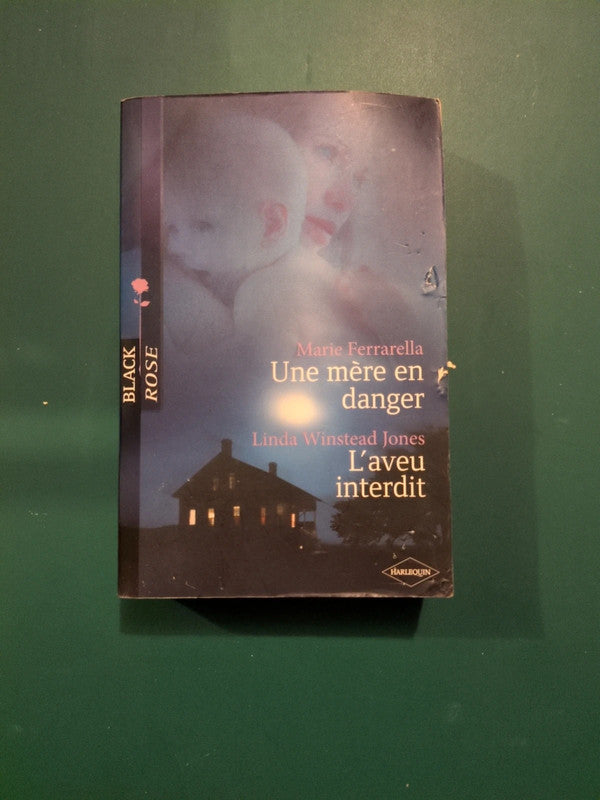 BLACK
ROSE
Marie Ferrarella
Une mère en
danger
Linda Winstead Jones
L'aveu
interdit
HARLEQUIN